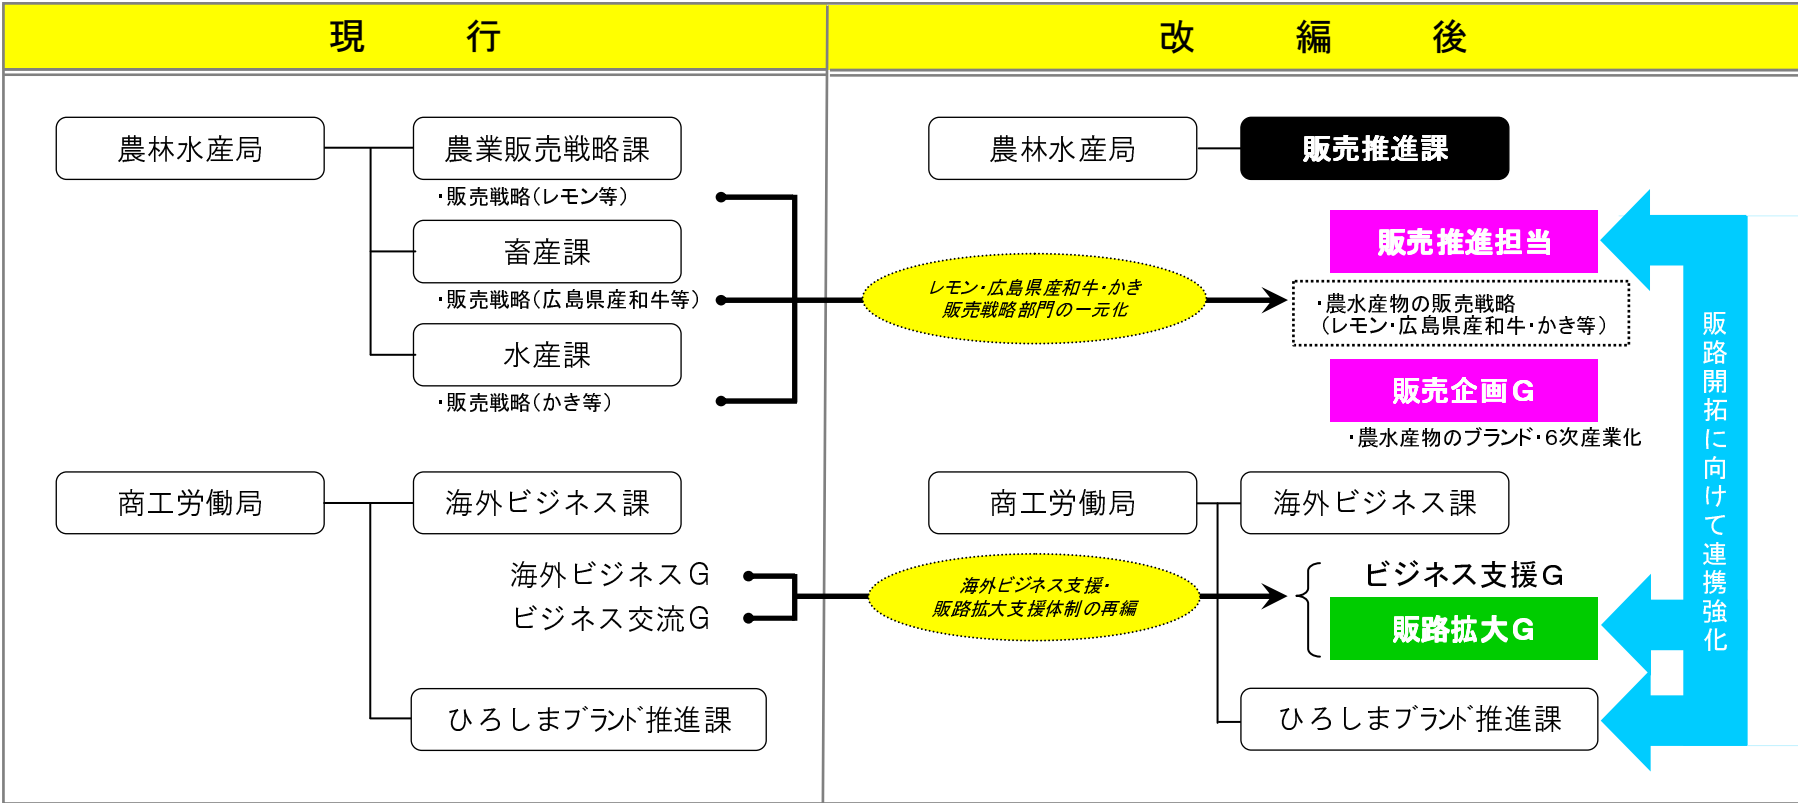 現行
農林水産局
農業販売戦略課
・販売戦略(レモン等)
畜産課
・販売戦略(広島県産和牛等)
水産課
・販売戦略(かき等)
商工労働局
海外ビジネス課
海外ビジネスG
ビジネス交流G
ひろしまブランド推進課
レモン・広島県産和牛・かき
販売戦略部門の一元化
海外ビジネス支援・
販路拡大支援体制の再編
改編後
農林水産局
販売推進課
販売推進担当
・農水産物の販売戦略
(レモン・広島県産和牛・かき等)
販売企画G
・農水産物のブランド・6次産業化
商工労働局
海外ビジネス課
ビジネス支援G
販路拡大G
ひろしまブランド推進課
販路開拓に向けて連携強化